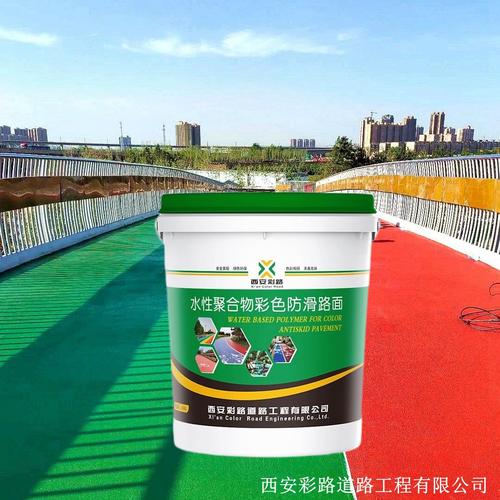 西安彩路
Xi'an Color Road
水性聚合物彩色防滑路面
WATER BASED POLYMER FOR COLOR
ANTISKID PAVEMENT
西安彩路道路工程有限公司
Xi'an Color Road Engineering Co.,Ltd.
西安彩路道路工程有限公司